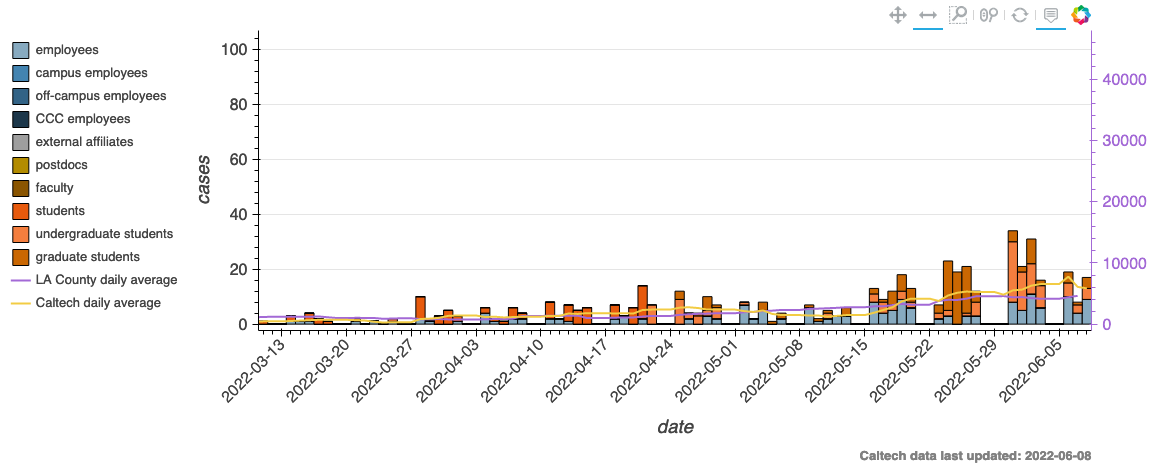 employees
campus employees
off-campus employees
CCC employees
external affiliates
postdocs
faculty
students
undergraduate students
graduate students
LA County daily average
Caltech daily average
cases
100
80
60
40
20
0
40000
30000
20000
10000
0
2022-03-13
2022-03-20
2022-03-27
2022-04-03
2022-04-10
2022-04-17
2022-04-24
2022-05-01
2022-05-08
2022-05-15
2022-05-22
2022-05-29
2022-06-05
date
Caltech data last updated: 2022-06-08